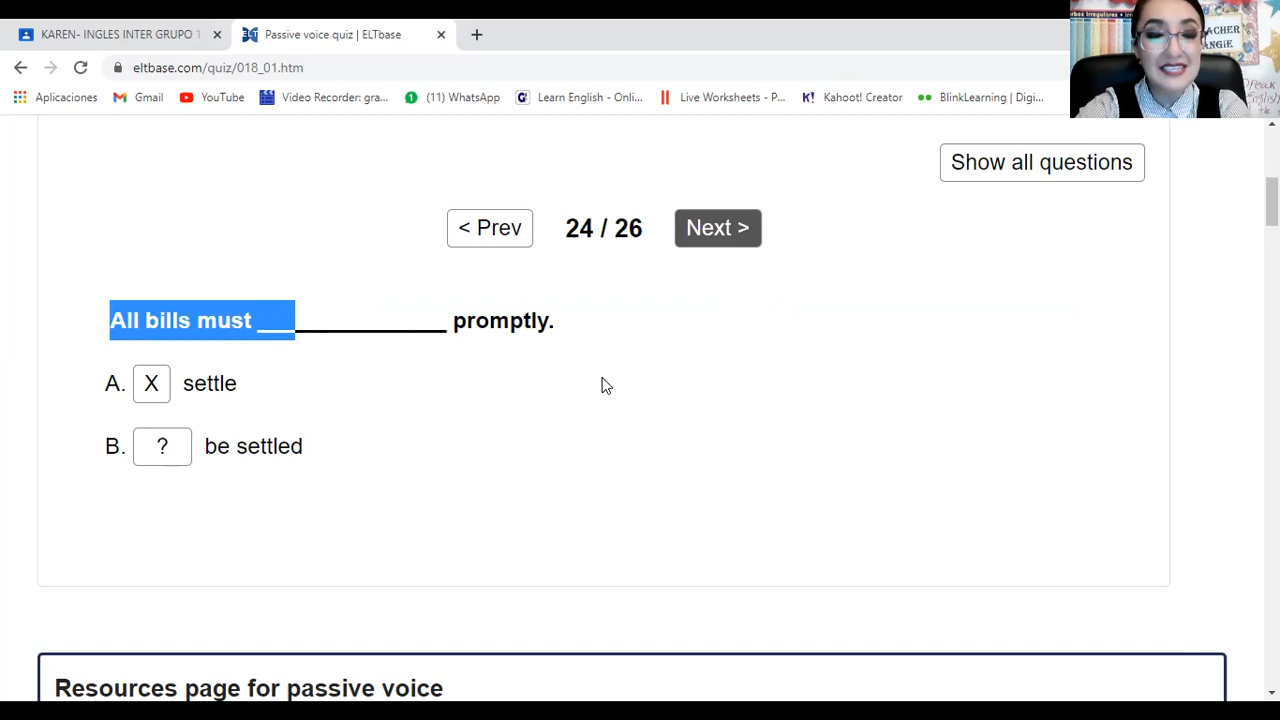 KAREN- INGLES INTER GRUPO 1
Passive voice quiz | ELTbase
eltbase.com/quiz/018_01.htm
Aplicaciones
Gmail
YouTube
Video Recorder: gra...
(11) WhatsApp
Learn English - Onli...
Live Worksheets - P...
K! Kahoot! Creator
BlinkLearning | Digi...
Show all questions
< Prev 24 / 26 Next >
All bills must _______________ promptly.
A. X settle
B. ? be settled
Resources page for passive voice